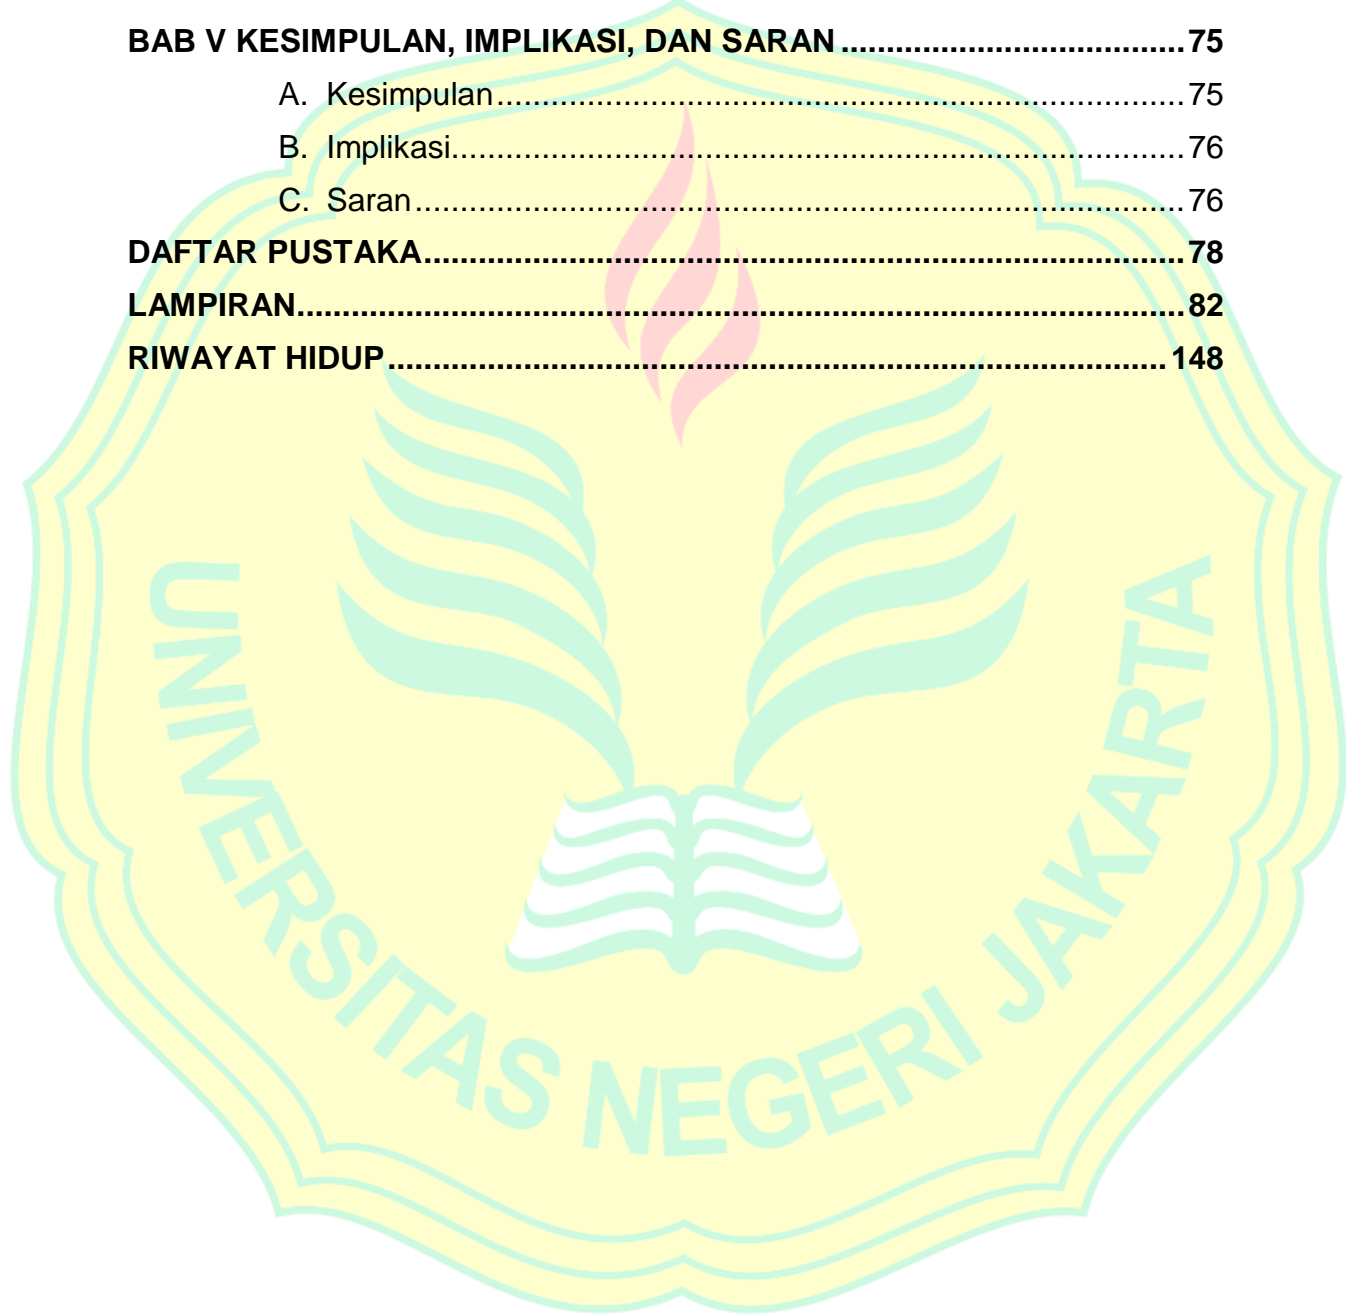 BAB V KESIMPULAN, IMPLIKASI, DAN SARAN ...................................... 75
A. Kesimpulan ............................................................................ 75
B. Implikasi................................................................................. 76
C. Saran ..................................................................................... 76
DAFTAR PUSTAKA.................................................................................... 78
LAMPIRAN.................................................................................................. 82
RIWAYAT HIDUP ...................................................................................... 148
UNIVERSITAS NEGERI JAKARTA